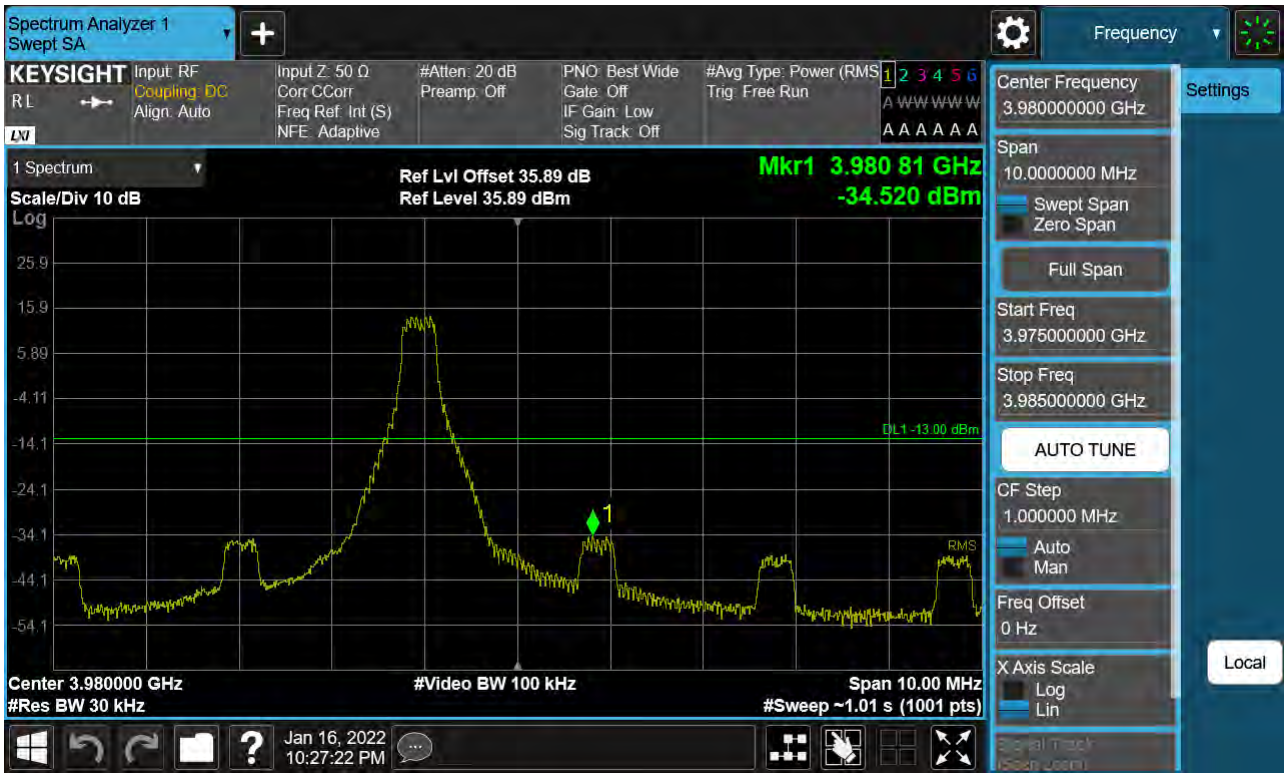 Spectrum Analyzer 1
Swept SA
Frequency
KEYSIGHT
RL
LXI
Input: RF
Coupling: DC
Align: Auto
Input Z: 50 Ω
Corr CCorr
Freq Ref: Int (S)
NFE: Adaptive
#Atten: 20 dB
Preamp: Off
PNO: Best Wide
Gate: Off
IF Gain: Low
Sig Track: Off
#Avg Type: Power (RMS
Trig: Free Run
1 2 3 4 5 6
A W W W W W
A A A A A A
1 Spectrum
Scale/Div 10 dB
Log
Ref Lvl Offset 35.89 dB
Ref Level 35.89 dBm
Mkr1 3.980 81 GHz
-34.520 dBm
25.9
15.9
5.89
-4.11
-14.1
-24.1
-34.1
-44.1
-54.1
DL1 -13.00 dBm
1
RMS
Center 3.980000 GHz
#Res BW 30 kHz
#Video BW 100 kHz
Span 10.00 MHz
#Sweep ~1.01 s (1001 pts)
Center Frequency
3.980000000 GHz
Span
10.0000000 MHz
Swept Span
Zero Span
Full Span
Start Freq
3.975000000 GHz
Stop Freq
3.985000000 GHz
AUTO TUNE
CF Step
1.000000 MHz
Auto
Man
Freq Offset
0 Hz
X Axis Scale
Log
Lin
Signal Track
(Span Zoom)
Settings
Local
?
Jan 16, 2022
10:27:22 PM